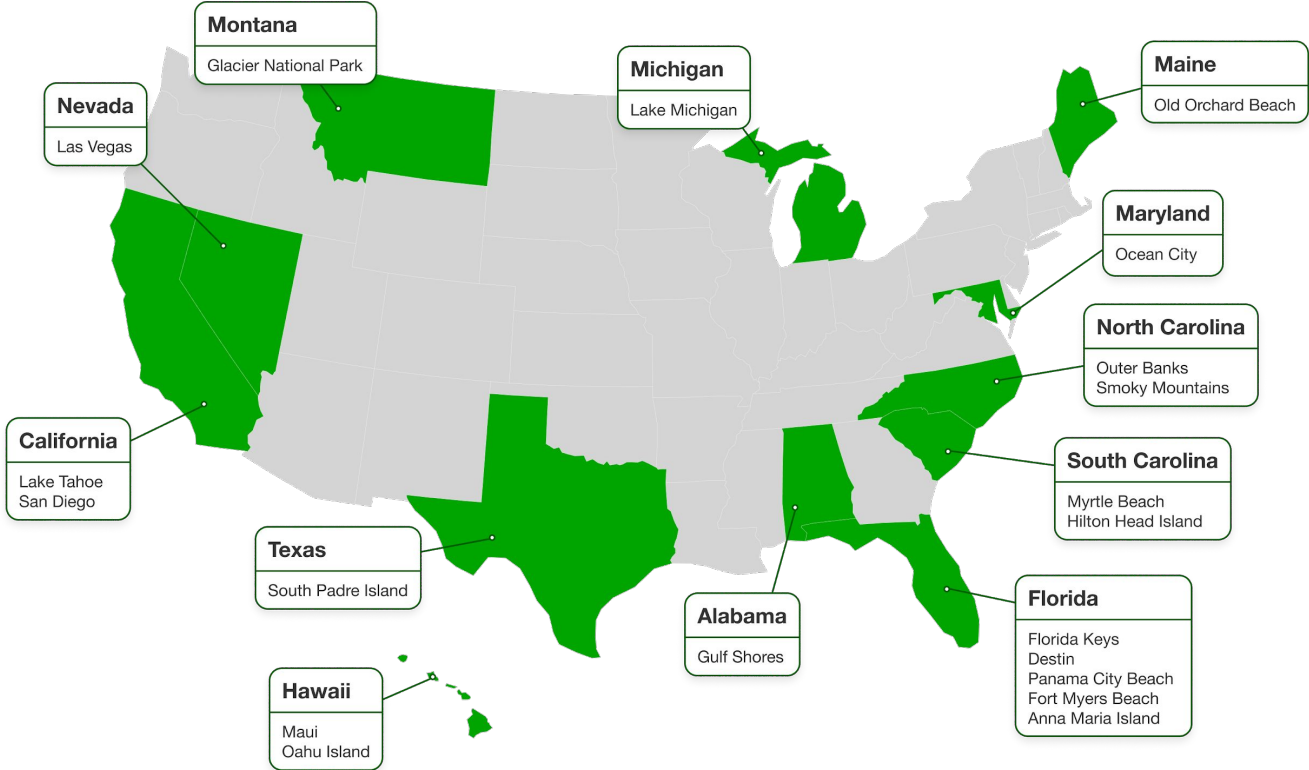 Montana
Glacier National Park
Michigan
Lake Michigan
Maine
Old Orchard Beach
Nevada
Las Vegas
Maryland
Ocean City
North Carolina
Outer Banks
Smoky Mountains
California
Lake Tahoe
San Diego
South Carolina
Myrtle Beach
Hilton Head Island
Texas
South Padre Island
Alabama
Gulf Shores
Florida
Florida Keys
Destin
Panama City Beach
Fort Myers Beach
Anna Maria Island
Hawaii
Maui
Oahu Island